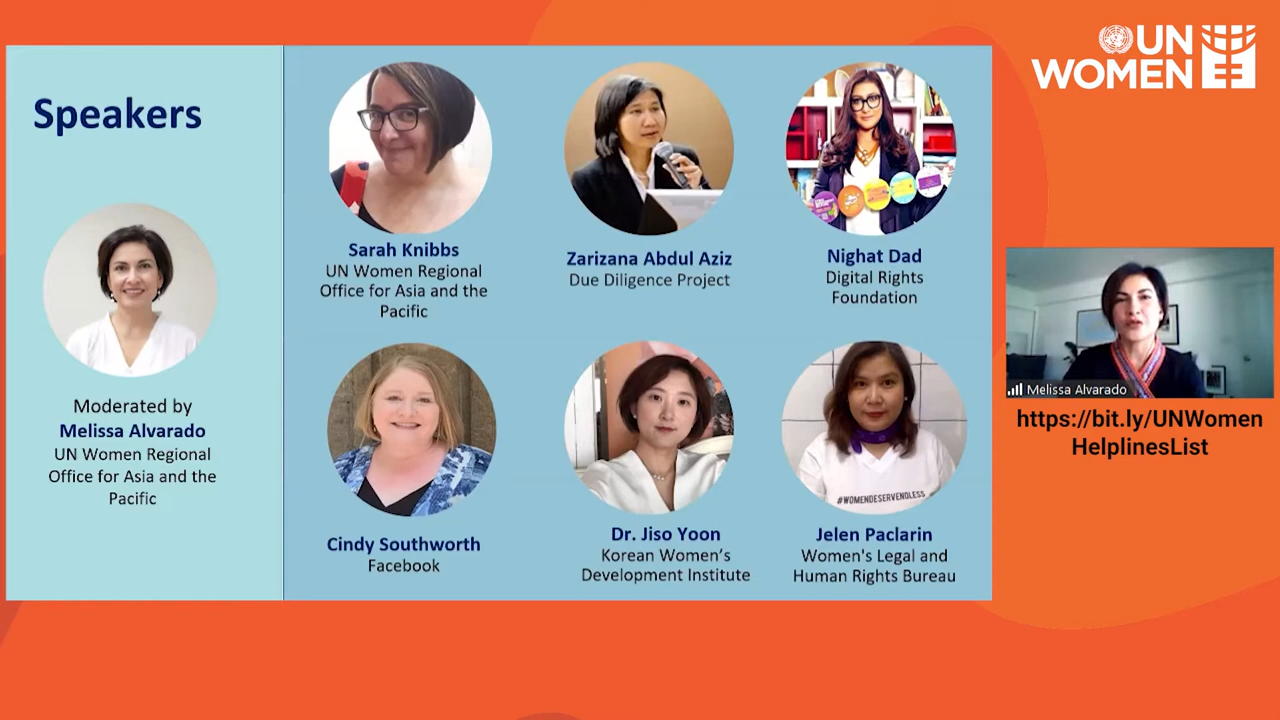 Speakers
Moderated by
Melissa Alvarado
UN Women Regional
Office for Asia and the
Pacific
Sarah Knibbs
UN Women Regional
Office for Asia and the
Pacific
Zarizana Abdul Aziz
Due Diligence Project
Nighat Dad
Digital Rights
Foundation
Cindy Southworth
Facebook
Dr. Jiso Yoon
Korean Women’s
Development Institute
#WOMENDESERVENDLESS
Jelen Paclarin
Women's Legal and
Human Rights Bureau
UN
WOMEN
Melissa Alvarado
https://bit.ly/UNWomen
HelplinesList